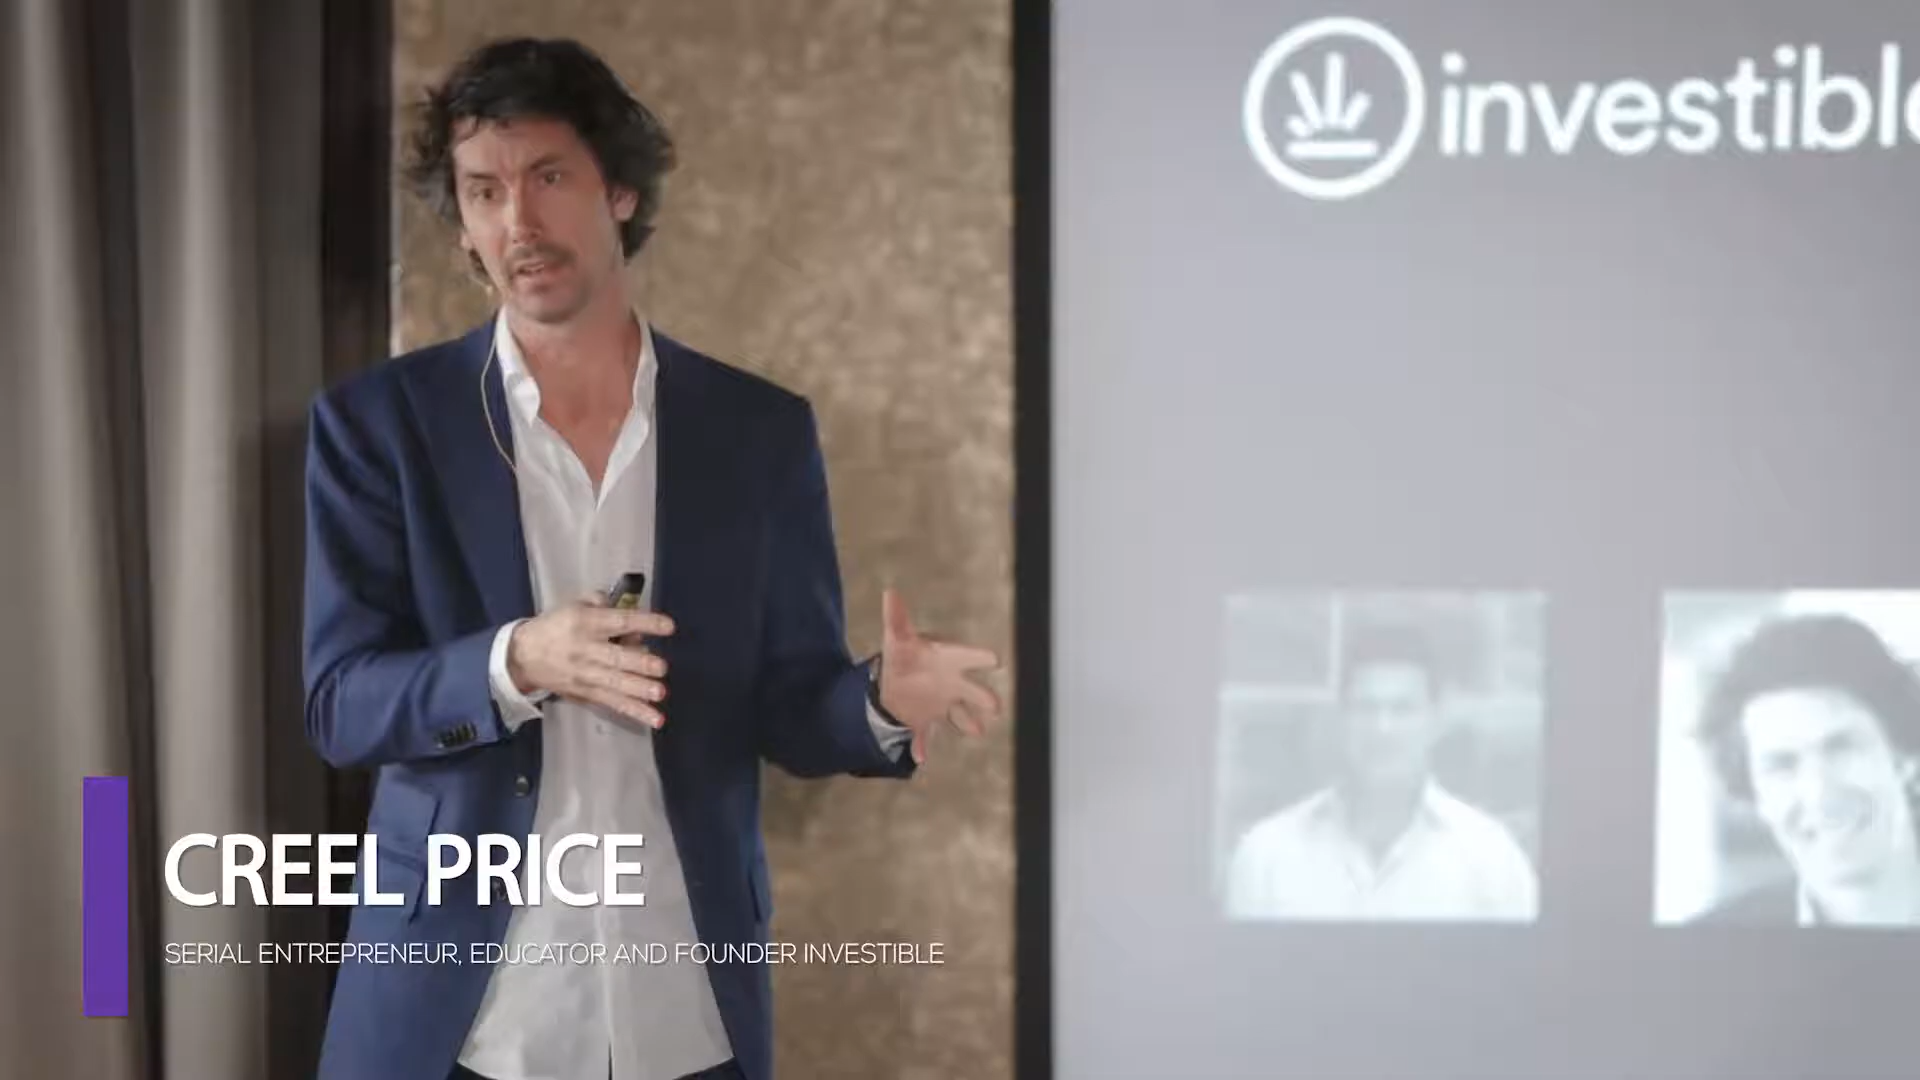 investible
CREEL PRICE
SERIAL ENTREPRENEUR, EDUCATOR AND FOUNDER INVESTIBLE